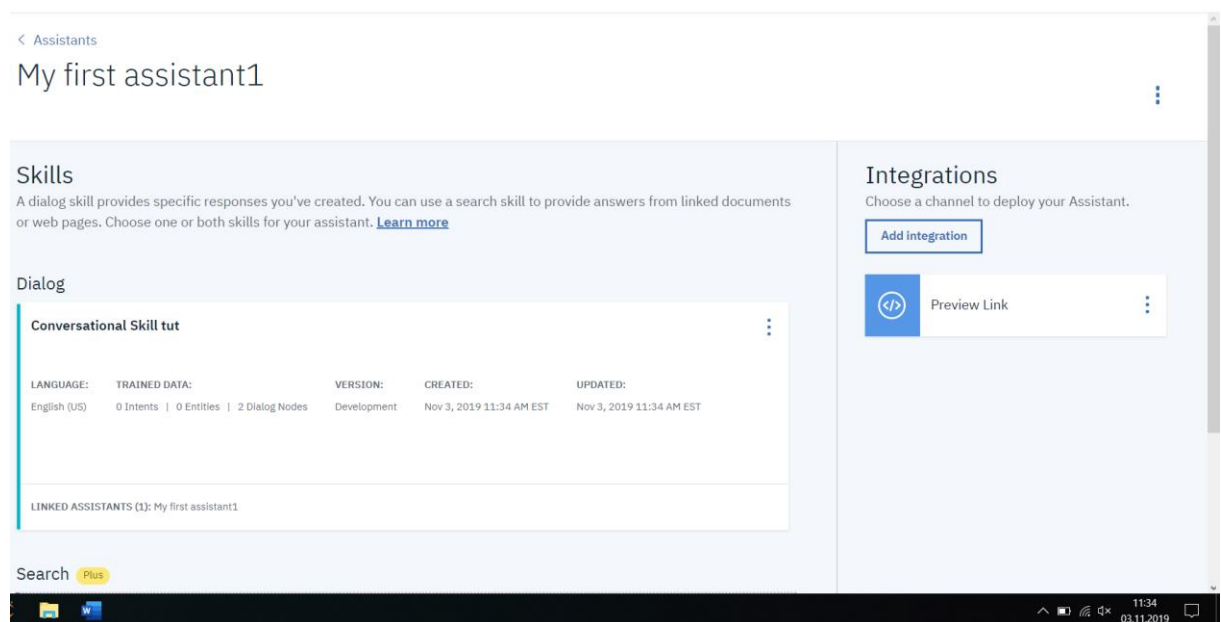 < Assistants
My first assistant1
Skills
A dialog skill provides specific responses you've created. You can use a search skill to provide answers from linked documents
or web pages. Choose one or both skills for your assistant. Learn more
Dialog
Conversational Skill tut
LANGUAGE: TRAINED DATA: VERSION: CREATED: UPDATED:
English (US) 0 Intents | 0 Entities | 2 Dialog Nodes Development Nov 3, 2019 11:34 AM EST Nov 3, 2019 11:34 AM EST
LINKED ASSISTANTS (1): My first assistant1
Search Plus
Integrations
Choose a channel to deploy your Assistant.
Add integration
Preview Link
W
11:34
03.11.2019